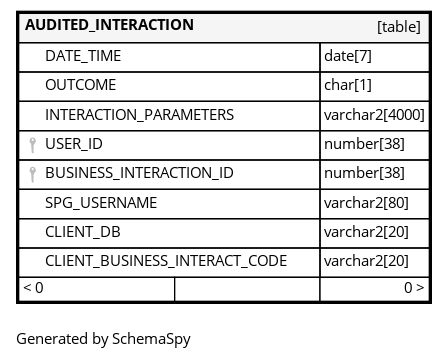 AUDITED_INTERACTION [table]
DATE_TIME date[7]
OUTCOME char[1]
INTERACTION_PARAMETERS varchar2[4000]
USER_ID number[38]
BUSINESS_INTERACTION_ID number[38]
SPG_USERNAME varchar2[80]
CLIENT_DB varchar2[20]
CLIENT_BUSINESS_INTERACT_CODE varchar2[20]
< 0 0 >
Generated by SchemaSpy